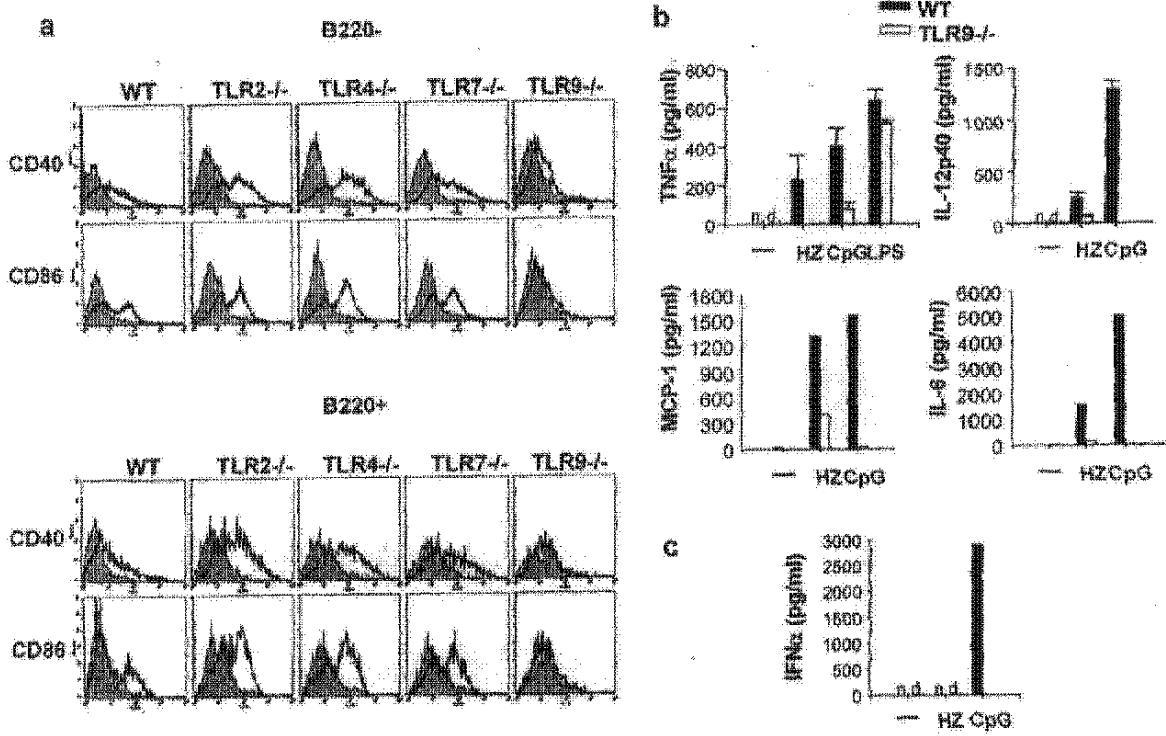 a
B220-
WT TLR2-/- TLR4-/- TLR7-/- TLR9-/-
CD40
CD86
B220+
WT TLR2-/- TLR4-/- TLR7-/- TLR9-/-
CD40
CD86
b
WT
TLR9-/-
TNFα (pg/ml)
800
600
400
200
0
n.d.
— HZ CpG LPS
IL-12p40 (pg/ml)
1500
1000
500
0
n.d.
— HZ CpG
MCP-1 (pg/ml)
1800
1500
1200
900
600
300
0
— HZ CpG
IL-6 (pg/ml)
6000
5000
4000
3000
2000
1000
0
— HZ CpG
c
IFNα (pg/ml)
3000
2500
2000
1500
1000
500
0
n.d. n.d.
— HZ CpG